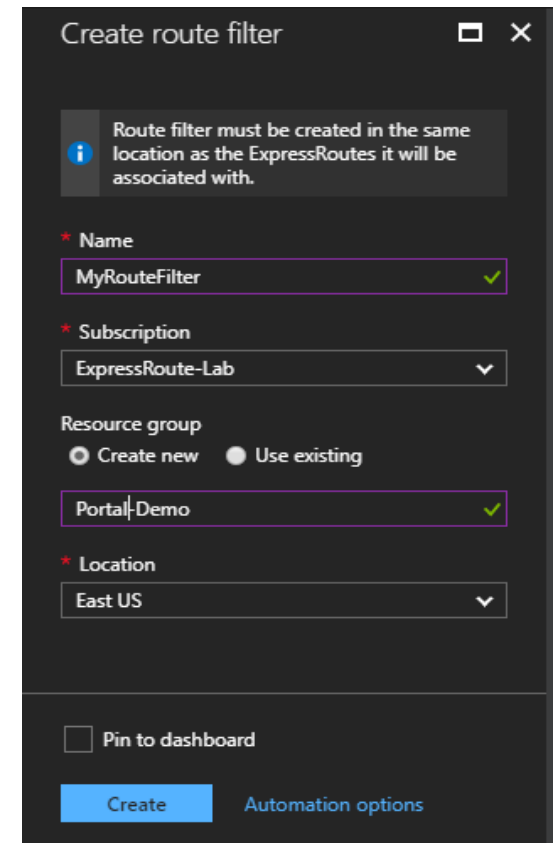 Create route filter
Route filter must be created in the same
location as the ExpressRoutes it will be
associated with.
* Name
MyRouteFilter
* Subscription
ExpressRoute-Lab
Resource group
Create new Use existing
Portal-Demo
* Location
East US
Pin to dashboard
Create Automation options